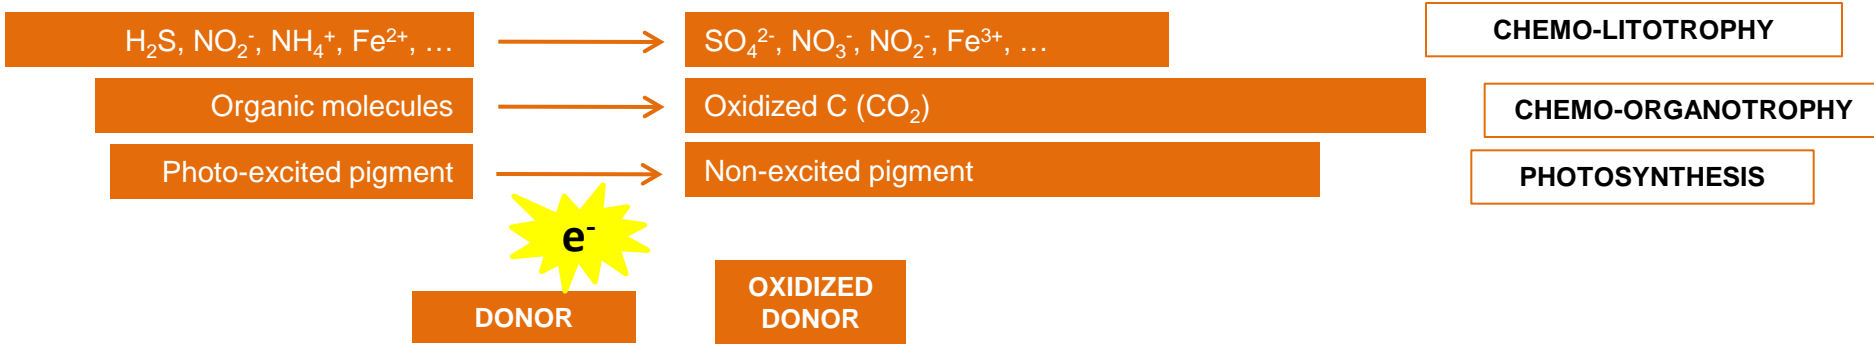 H₂S, NO₂⁻, NH₄⁺, Fe²⁺, … SO₄²⁻, NO₃⁻, NO₂⁻, Fe³⁺, … CHEMO-LITOTROPHY
Organic molecules Oxidized C (CO₂) CHEMO-ORGANOTROPHY
Photo-excited pigment Non-excited pigment PHOTOSYNTHESIS
e⁻
DONOR
OXIDIZED
DONOR